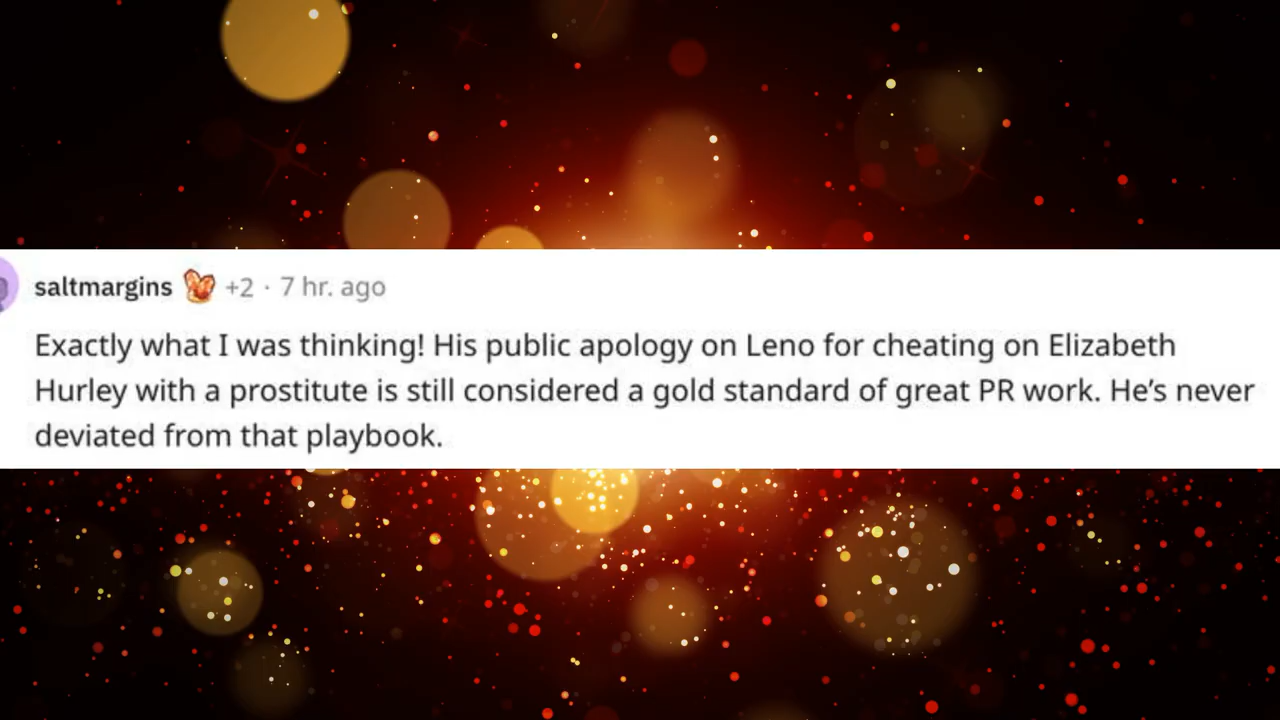 saltmargins +2 · 7 hr. ago
Exactly what I was thinking! His public apology on Leno for cheating on Elizabeth
Hurley with a prostitute is still considered a gold standard of great PR work. He’s never
deviated from that playbook.